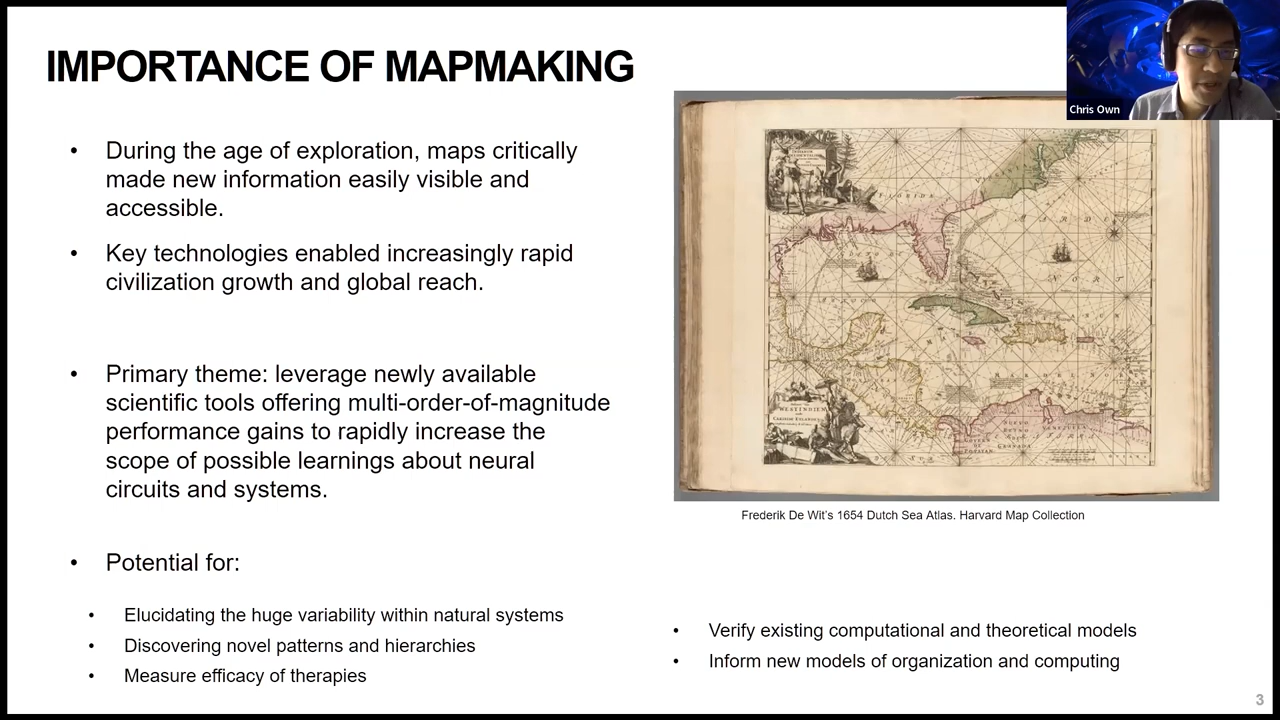 IMPORTANCE OF MAPMAKING
Chris Own
• During the age of exploration, maps critically
made new information easily visible and
accessible.
• Key technologies enabled increasingly rapid
civilization growth and global reach.
• Primary theme: leverage newly available
scientific tools offering multi-order-of-magnitude
performance gains to rapidly increase the
scope of possible learnings about neural
circuits and systems.
FLORIDA
WESTINDIEN
Frederik De Wit's 1654 Dutch Sea Atlas. Harvard Map Collection
• Potential for:
• Elucidating the huge variability within natural systems
• Discovering novel patterns and hierarchies
• Measure efficacy of therapies
• Verify existing computational and theoretical models
• Inform new models of organization and computing
3